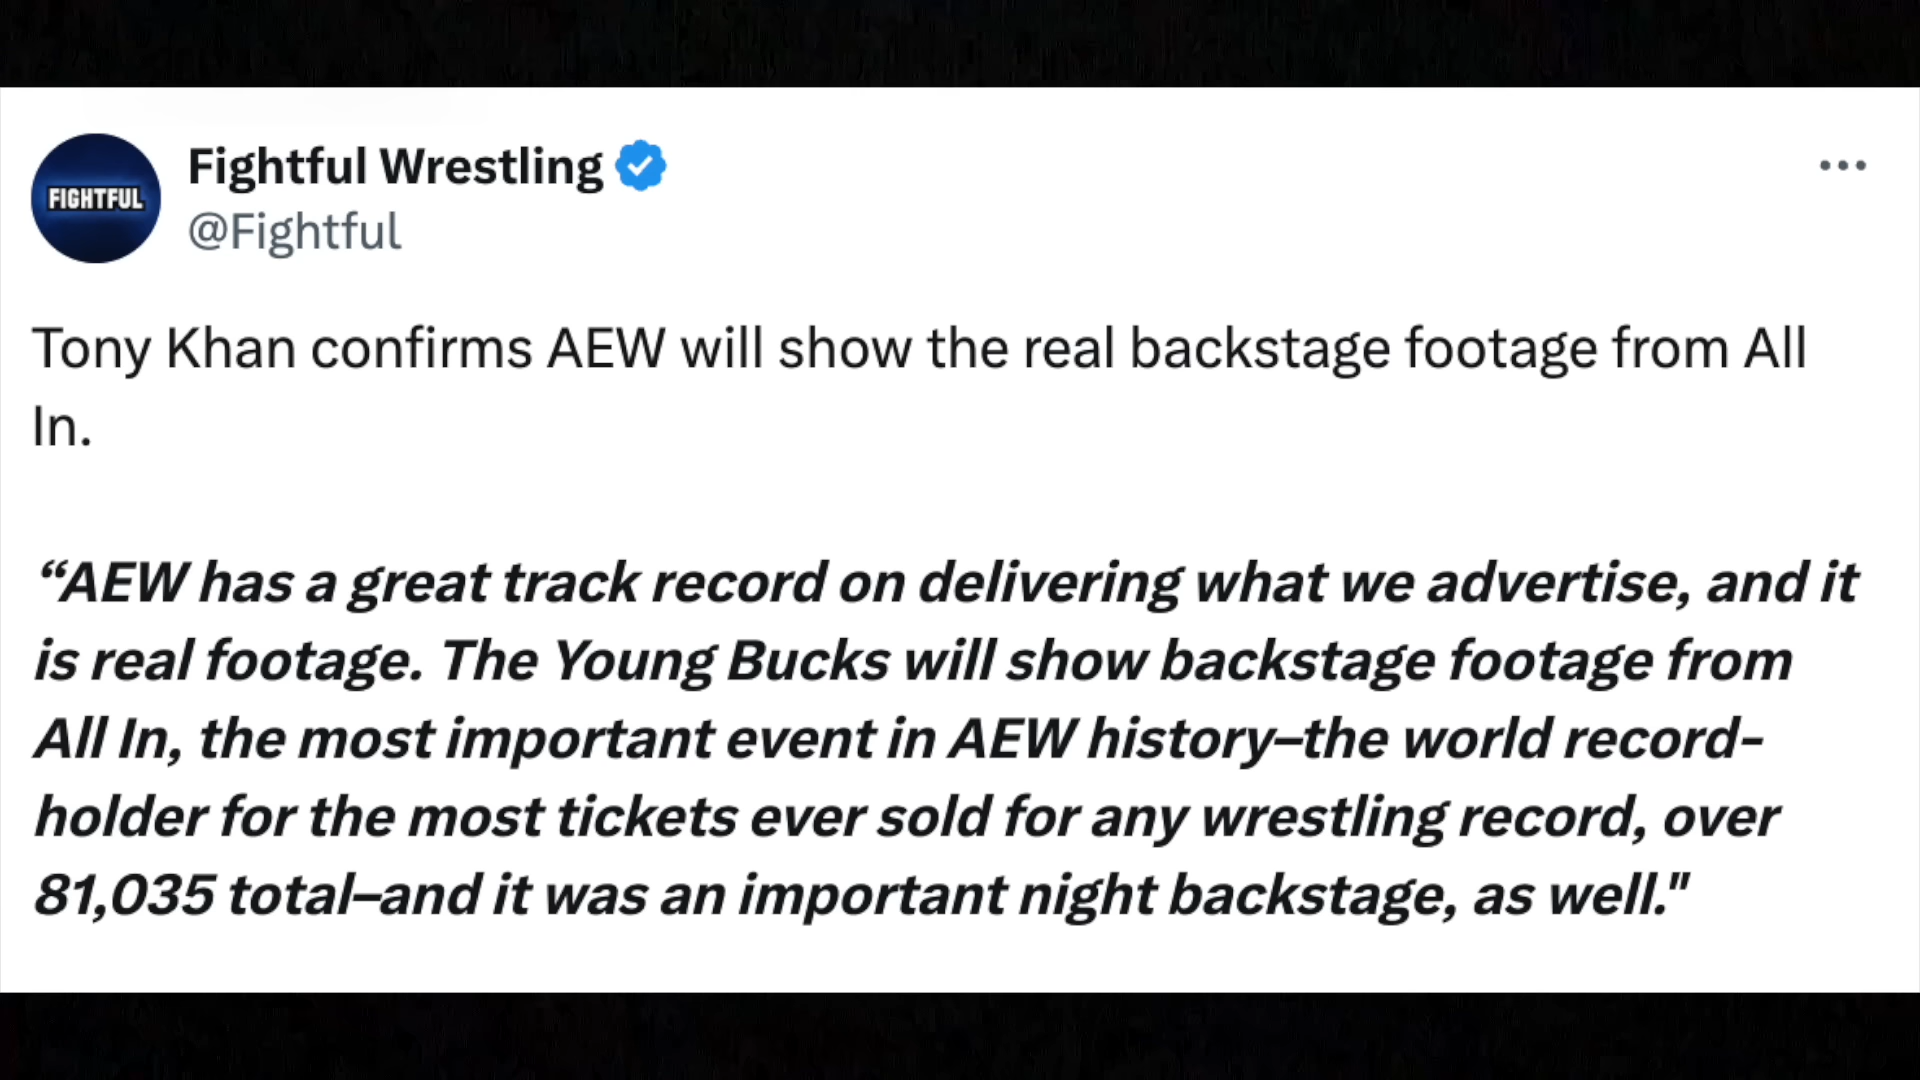 FIGHTFUL
Fightful Wrestling
@Fightful
Tony Khan confirms AEW will show the real backstage footage from All
In.
“AEW has a great track record on delivering what we advertise, and it
is real footage. The Young Bucks will show backstage footage from
All In, the most important event in AEW history–the world record-
holder for the most tickets ever sold for any wrestling record, over
81,035 total–and it was an important night backstage, as well."